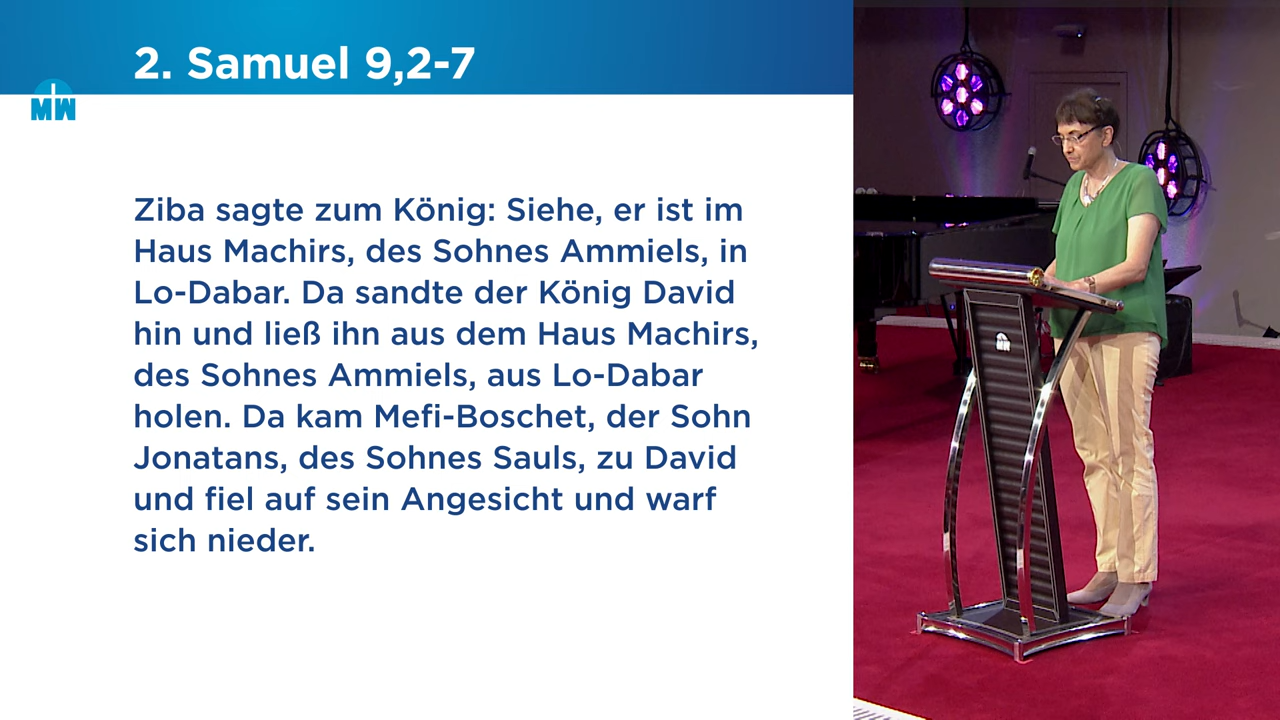 2. Samuel 9,2-7
MW
Ziba sagte zum König: Siehe, er ist im
Haus Machirs, des Sohnes Ammiels, in
Lo-Dabar. Da sandte der König David
hin und ließ ihn aus dem Haus Machirs,
des Sohnes Ammiels, aus Lo-Dabar
holen. Da kam Mefi-Boschet, der Sohn
Jonatans, des Sohnes Sauls, zu David
und fiel auf sein Angesicht und warf
sich nieder.
MW